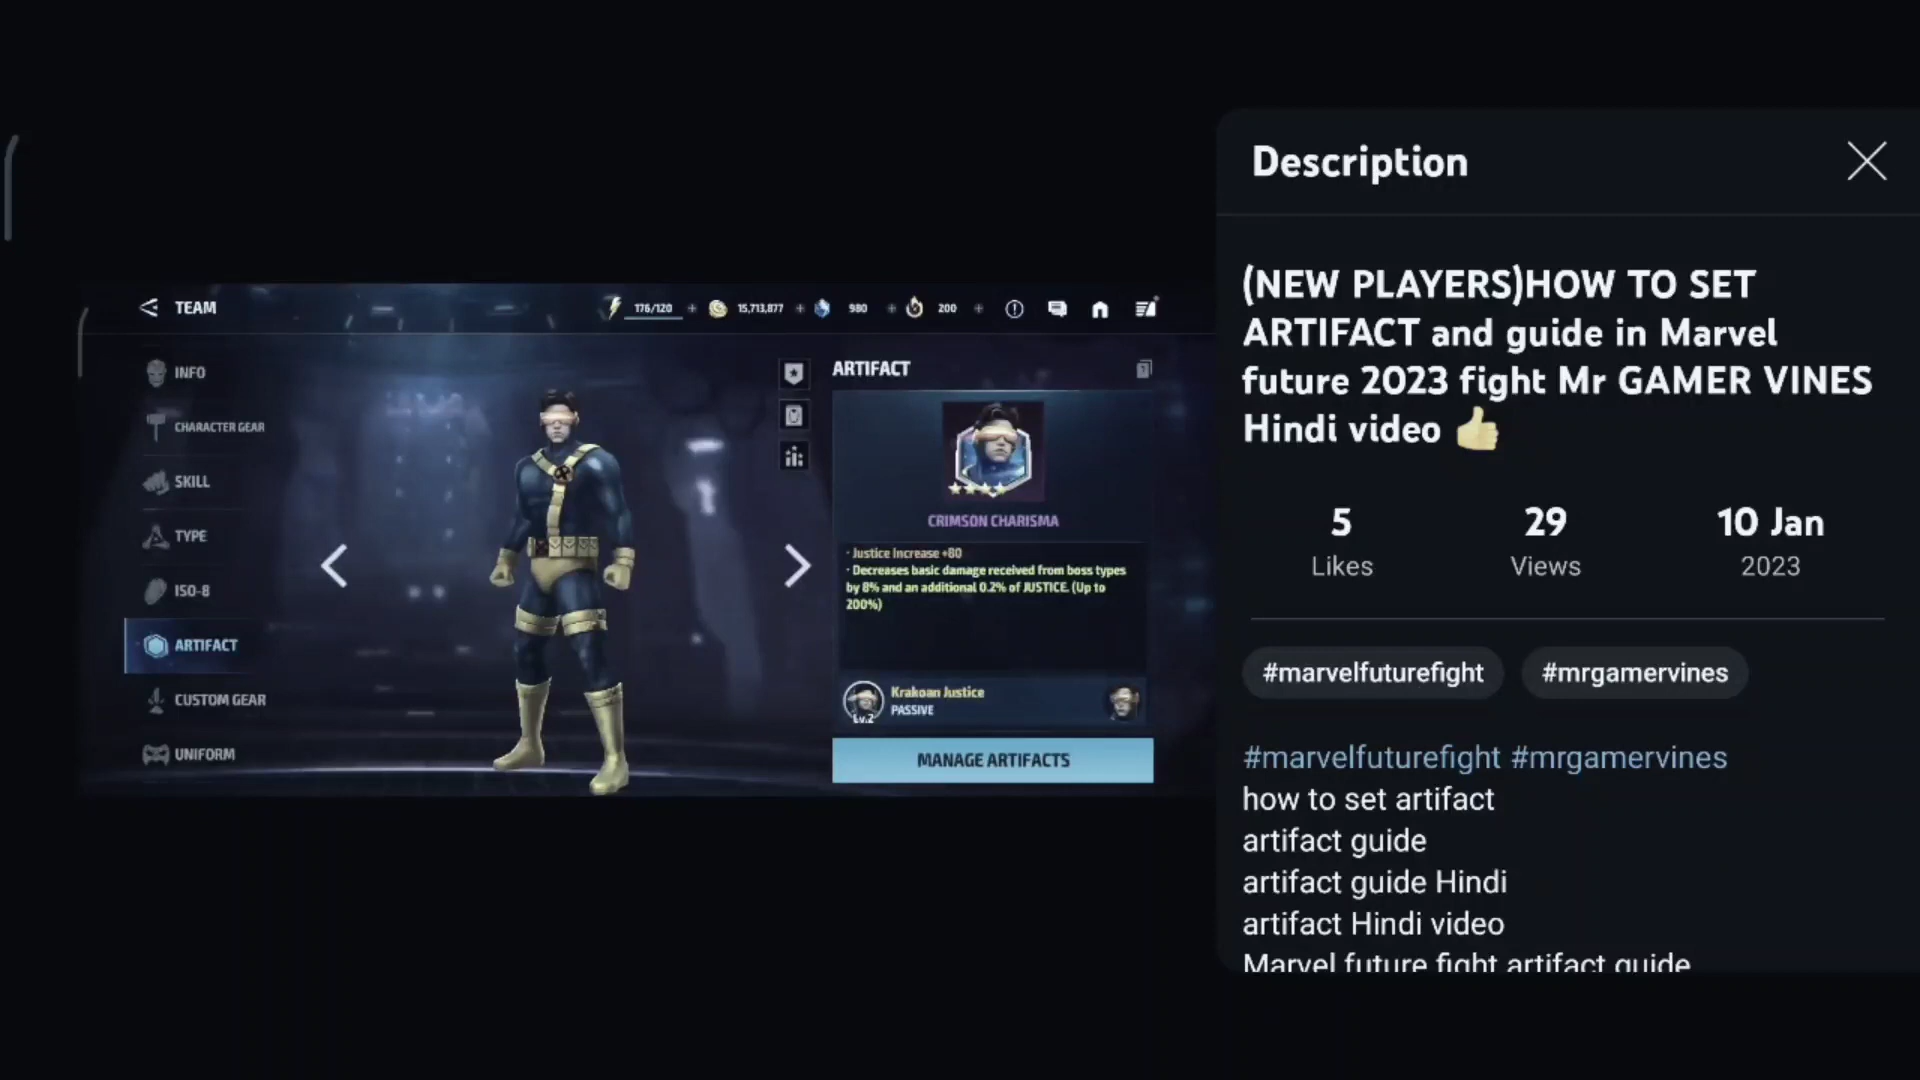 TEAM
176/120
15,713,877
980
200
INFO
CHARACTER GEAR
SKILL
TYPE
ISO-8
ARTIFACT
CUSTOM GEAR
UNIFORM
ARTIFACT
CRIMSON CHARISMA
· Justice Increase +80
· Decreases basic damage received from boss types
by 8% and an additional 0.2% of JUSTICE. (Up to
200%)
Lv.2
Krakoan Justice
PASSIVE
MANAGE ARTIFACTS
Description
(NEW PLAYERS)HOW TO SET
ARTIFACT and guide in Marvel
future 2023 fight Mr GAMER VINES
Hindi video 👍
5
Likes
29
Views
10 Jan
2023
#marvelfuturefight
#mrgamervines
#marvelfuturefight #mrgamervines
how to set artifact
artifact guide
artifact guide Hindi
artifact Hindi video
Marvel future fight artifact guide